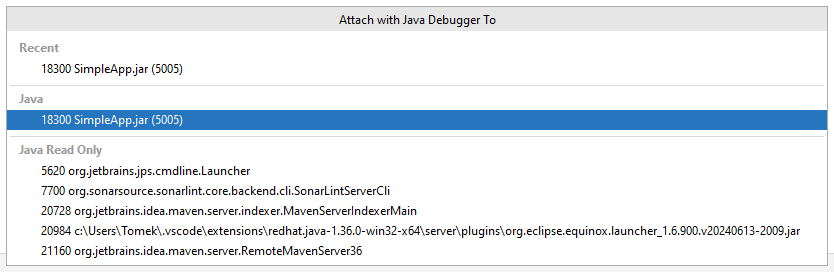 Attach with Java Debugger To
Recent
18300 SimpleApp.jar (5005)
Java
18300 SimpleApp.jar (5005)
Java Read Only
5620 org.jetbrains.jps.cmdline.Launcher
7700 org.sonarsource.sonarlint.core.backend.cli.SonarLintServerCli
20728 org.jetbrains.idea.maven.server.indexer.MavenServerIndexerMain
20984 c:\Users\Tomek\.vscode\extensions\redhat.java-1.36.0-win32-x64\server\plugins\org.eclipse.equinox.launcher_1.6.900.v20240613-2009.jar
21160 org.jetbrains.idea.maven.server.RemoteMavenServer36